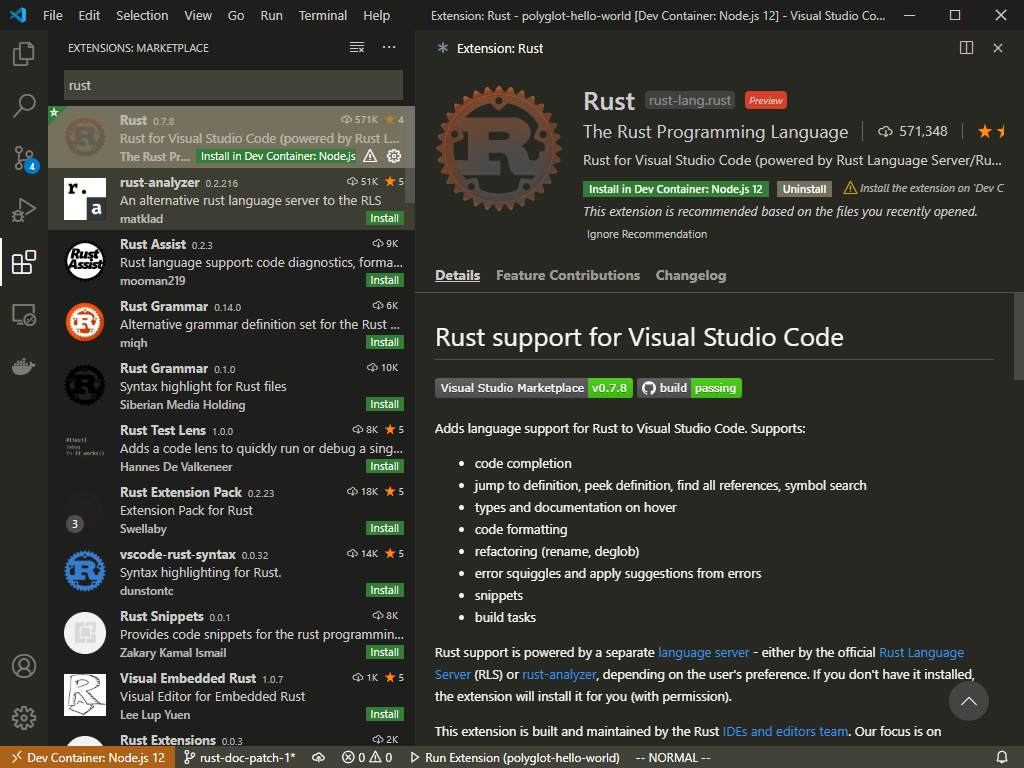 File Edit Selection View Go Run Terminal Help
Extension: Rust - polyglot-hello-world [Dev Container: Node.js 12] - Visual Studio Co...
EXTENSIONS: MARKETPLACE
rust
Rust 0.7.8 571K 4
Rust for Visual Studio Code (powered by Rust L...
The Rust Pr... Install in Dev Container: Node.js
rust-analyzer 0.2.216 51K 5
An alternative rust language server to the RLS
matklad Install
Rust Assist 0.2.3 9K
Rust language support: code diagnostics, forma...
mooman219 Install
Rust Grammar 0.14.0 6K
Alternative grammar definition set for the Rust ...
miqh Install
Rust Grammar 0.1.0 10K
Syntax highlight for Rust files
Siberian Media Holding Install
Rust Test Lens 1.0.0 8K 5
Adds a code lens to quickly run or debug a sing...
Hannes De Valkeneer Install
Rust Extension Pack 0.2.23 18K 5
Extension Pack for Rust
3
Swellaby Install
vscode-rust-syntax 0.0.32 14K 5
Syntax highlighting for Rust.
dunstontc Install
Rust Snippets 0.0.1 8K
Provides code snippets for the rust programmin...
Zakary Kamal Ismail Install
Visual Embedded Rust 1.0.7 1K 5
Visual Editor for Embedded Rust
Lee Lup Yuen Install
Rust Extensions 0.0.3 2K
r.
a
Rust
Assist
#[test]
Debug
fn it_works()
4
Extension: Rust
Rust rust-lang.rust Preview
The Rust Programming Language 571,348
Rust for Visual Studio Code (powered by Rust Language Server/Ru...
Install in Dev Container: Node.js 12 Uninstall Install the extension on 'Dev C
This extension is recommended based on the files you recently opened.
Ignore Recommendation
Details Feature Contributions Changelog
Rust support for Visual Studio Code
Visual Studio Marketplace v0.7.8 build passing
Adds language support for Rust to Visual Studio Code. Supports:
• code completion
• jump to definition, peek definition, find all references, symbol search
• types and documentation on hover
• code formatting
• refactoring (rename, deglob)
• error squiggles and apply suggestions from errors
• snippets
• build tasks
Rust support is powered by a separate language server - either by the official Rust Language
Server (RLS) or rust-analyzer, depending on the user's preference. If you don't have it installed,
the extension will install it for you (with permission).
This extension is built and maintained by the Rust IDEs and editors team. Our focus is on
Dev Container: Node.js 12 rust-doc-patch-1* 0 0 Run Extension (polyglot-hello-world) -- NORMAL --